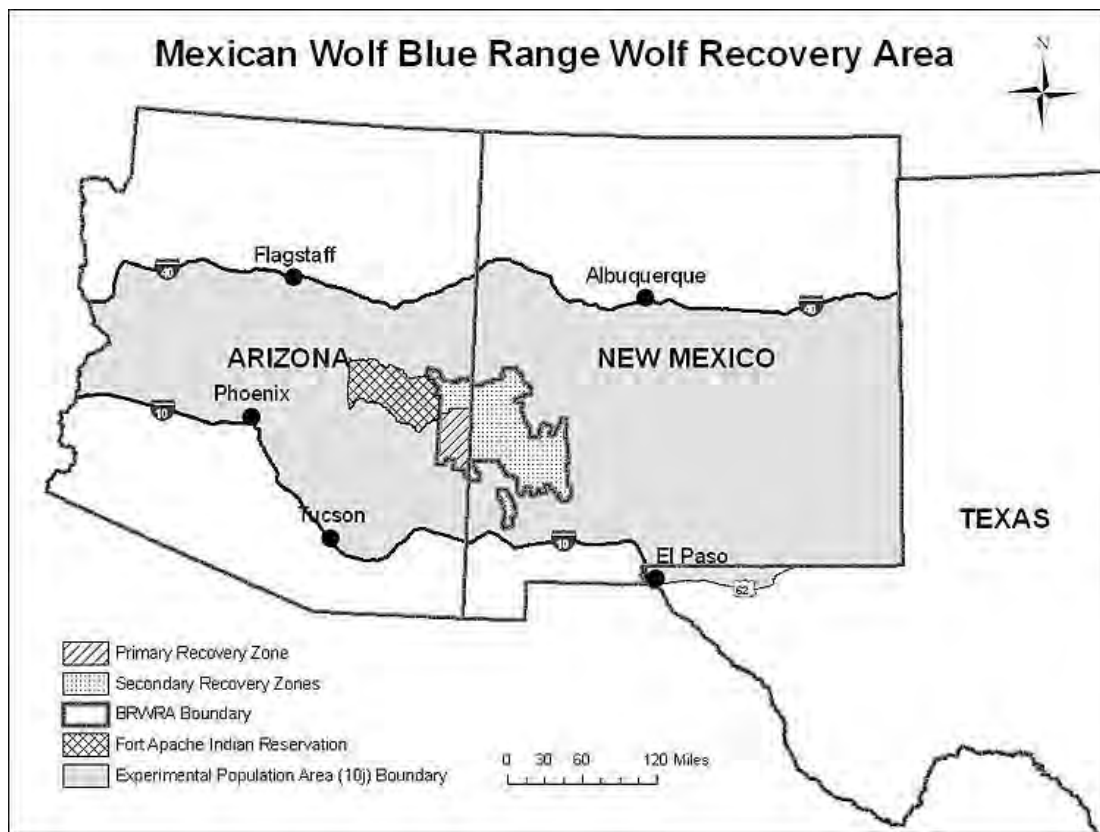 Mexican Wolf Blue Range Wolf Recovery Area
N
Flagstaff
40
Albuquerque
40
ARIZONA
NEW MEXICO
Phoenix
10
Tucson
TEXAS
10
El Paso
62
Primary Recovery Zone
Secondary Recovery Zones
BRWRA Boundary
Fort Apache Indian Reservation
Experimental Population Area (10j) Boundary
0 30 60 120 Miles